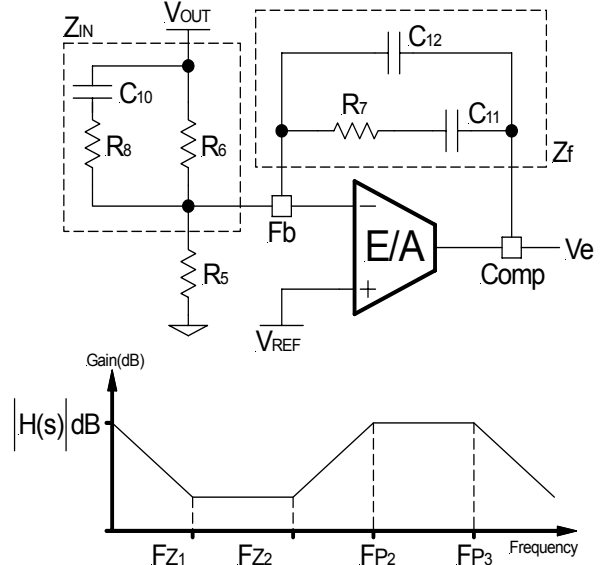 VOUT
ZIN
C12
C10
R7
C11
R8
R6
Zf
Fb
E/A
Ve
R5
Comp
VREF
Gain(dB)
|H(s)|dB
FZ1 FZ2 FP2 FP3 Frequency